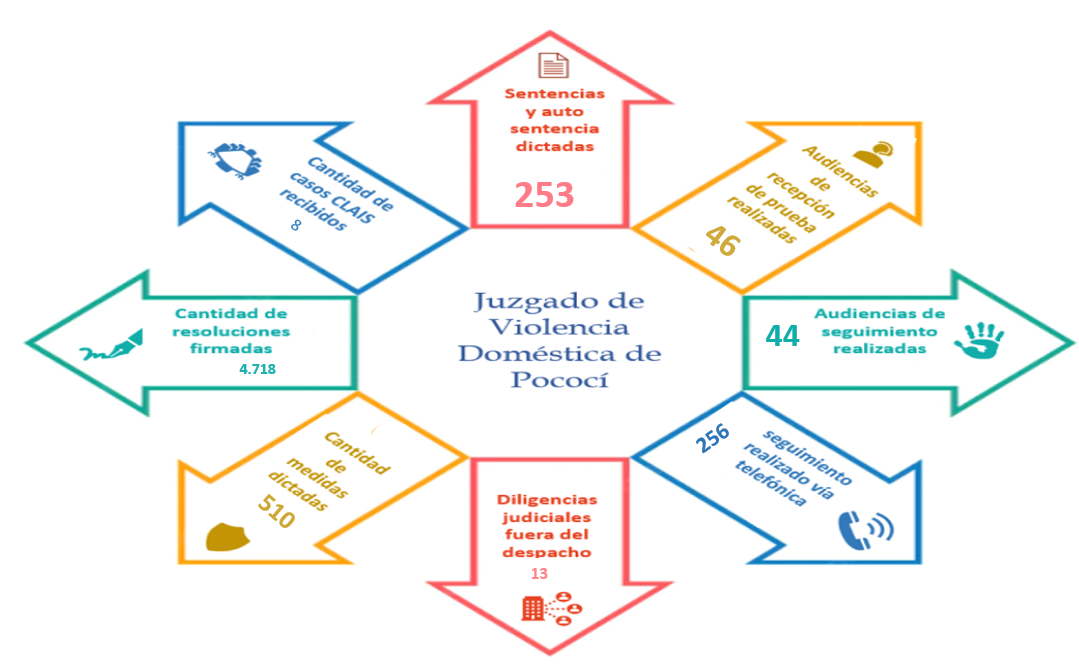 Sentencias
y auto
sentencia
dictadas
253
Audiencias
de
recepción
de prueba
realizadas
46
44
Audiencias de
seguimiento
realizadas
256
seguimiento
realizado vía
telefónica
Diligencias
judiciales
fuera del
despacho
13
Cantidad
de
medidas
dictadas
510
Cantidad de
resoluciones
firmadas
4.718
Cantidad de
casos CLAIS
recibidos
8
Juzgado de
Violencia
Doméstica de
Pococí